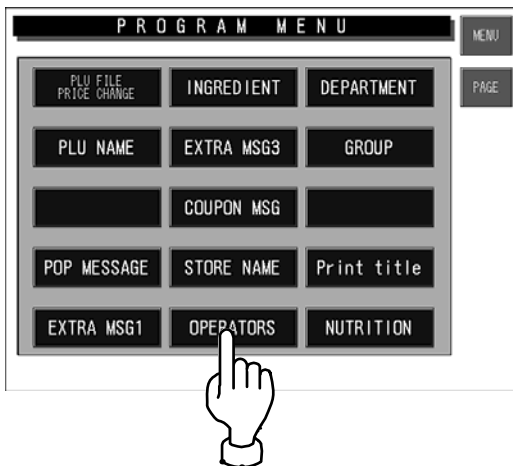 PROGRAM MENU
MENU
PLU FILE
PRICE CHANGE
INGREDIENT
DEPARTMENT
PAGE
PLU NAME
EXTRA MSG3
GROUP
COUPON MSG
POP MESSAGE
STORE NAME
Print title
EXTRA MSG1
OPERATORS
NUTRITION